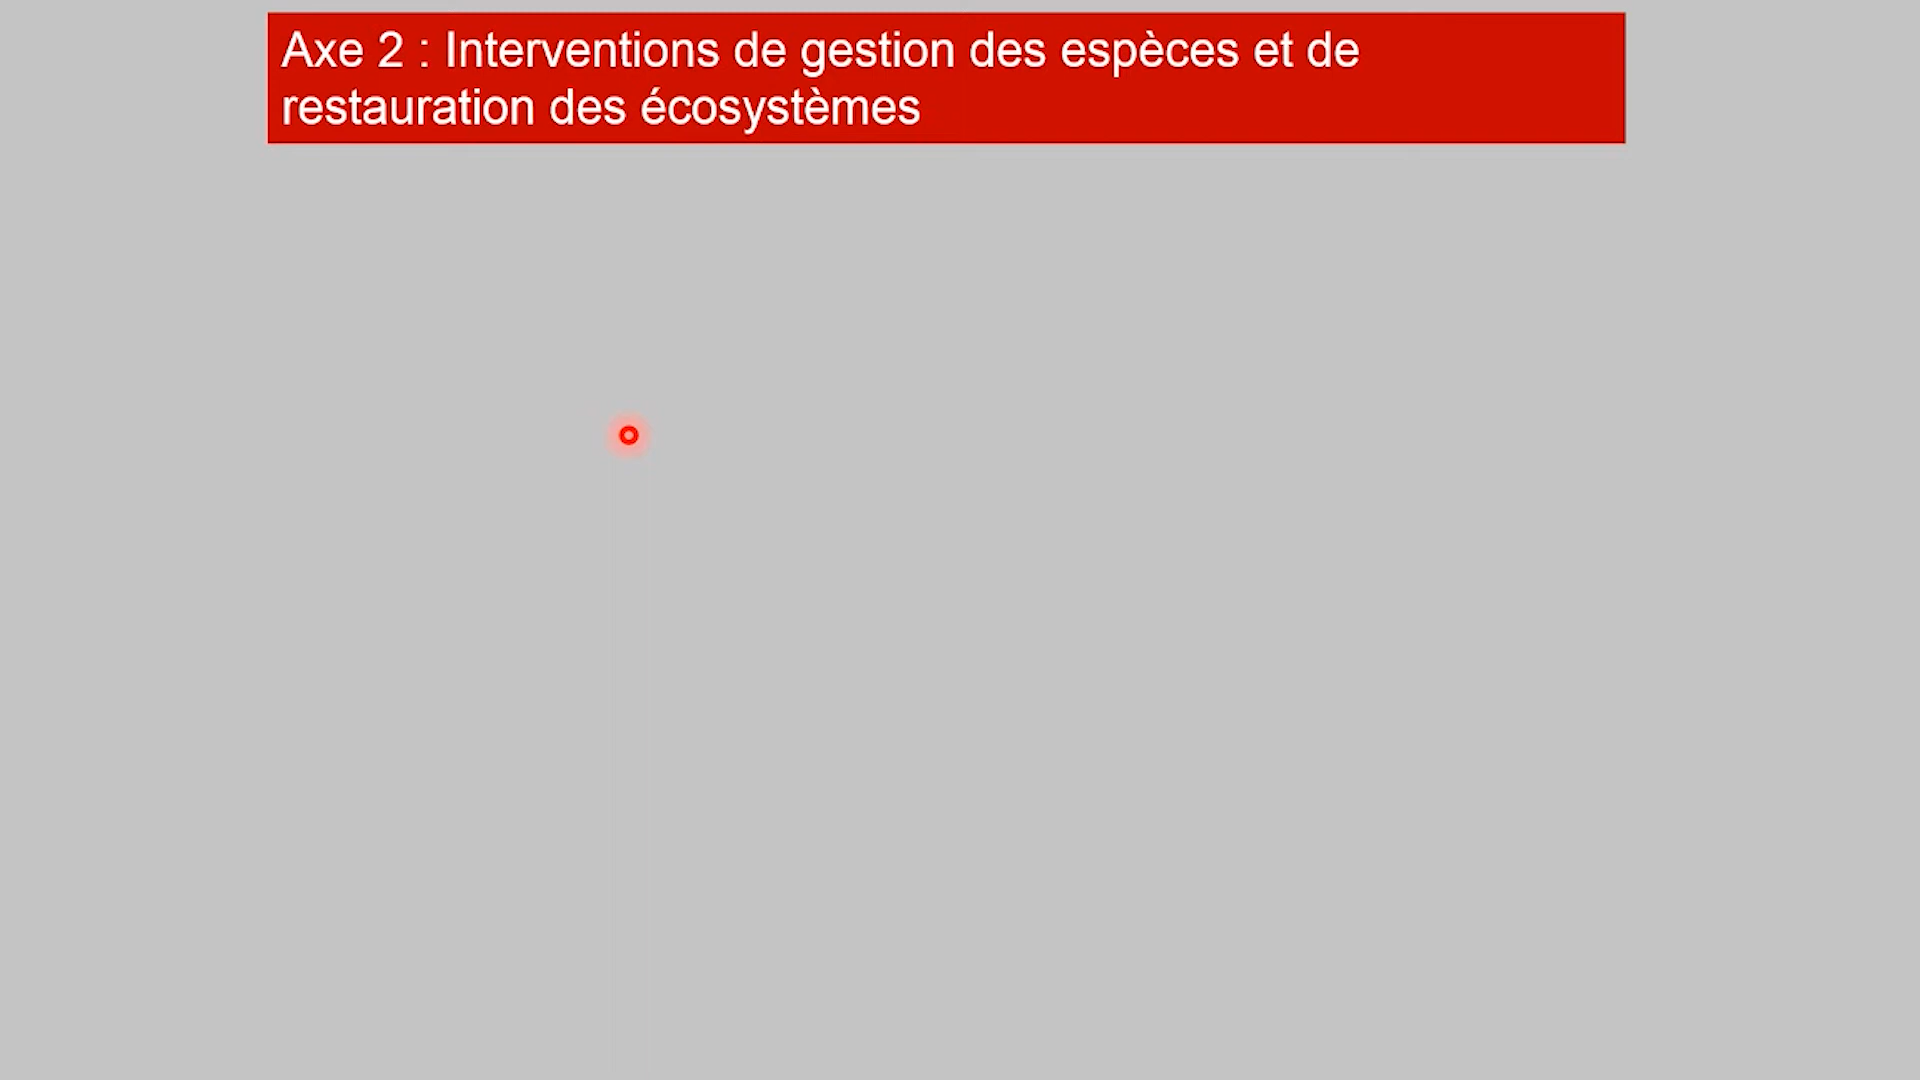 Axe 2 : Interventions de gestion des espèces et de
restauration des écosystèmes